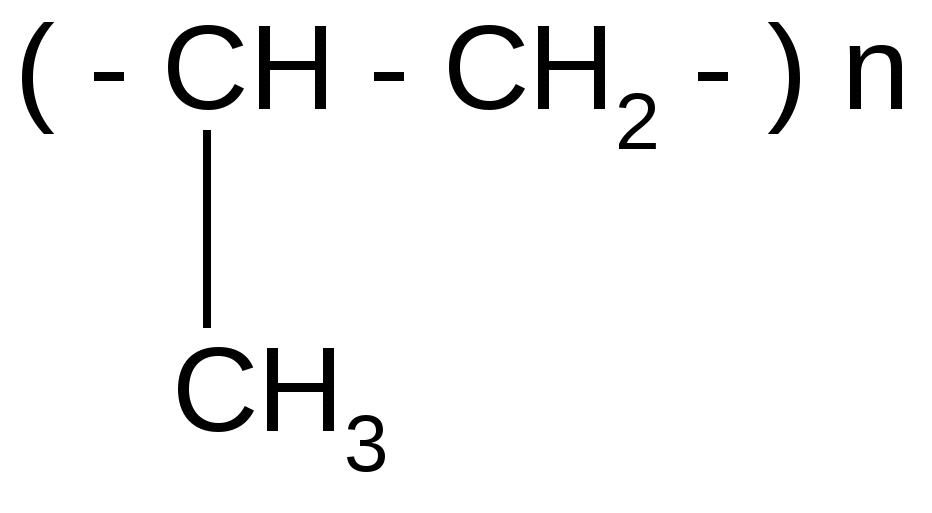 ( - CH - CH₂ - ) n
CH₃